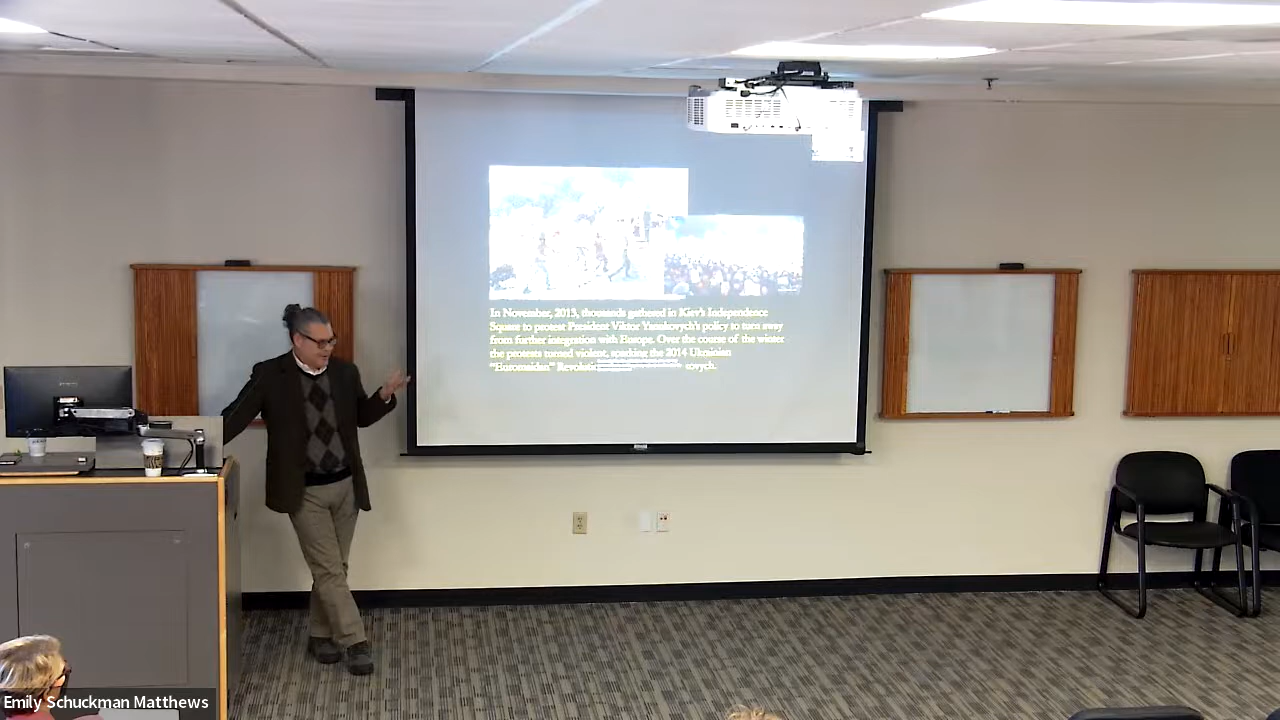 In November, 2013, thousands gathered in Kiev's Independence
Square to protest President Viktor Yanukovych's policy to turn away
from further integration with Europe. Over the course of the winter
the protests turned violent, the 2014 Ukrainian
"Euromaidan"
Emily Schuckman Matthews